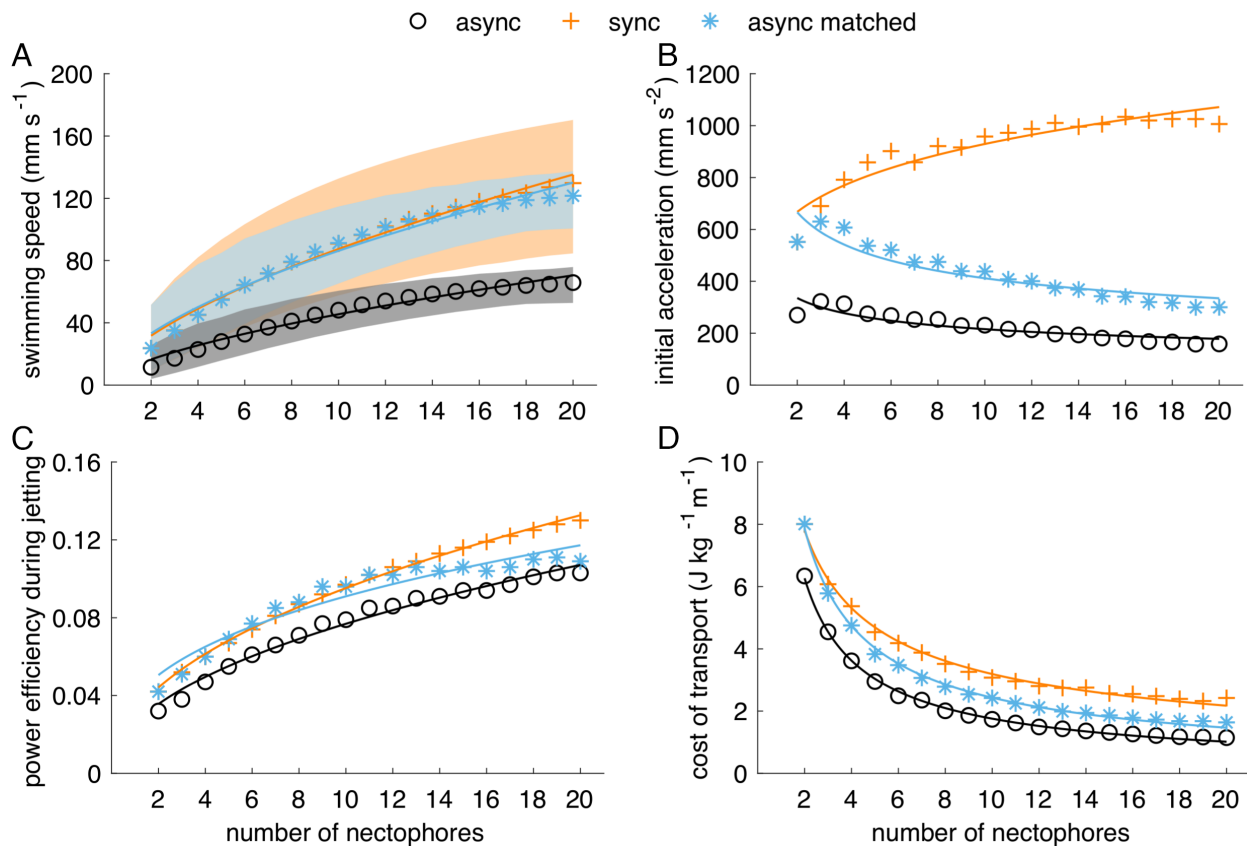 async sync async matched
A
swimming speed (mm s⁻¹)
200
160
120
80
40
0
2 4 6 8 10 12 14 16 18 20
B
initial acceleration (mm s⁻²)
1200
1000
800
600
400
200
0
2 4 6 8 10 12 14 16 18 20
C
power efficiency during jetting
0.16
0.12
0.08
0.04
0
2 4 6 8 10 12 14 16 18 20
number of nectophores
D
cost of transport (J kg⁻¹m⁻¹)
10
8
6
4
2
0
2 4 6 8 10 12 14 16 18 20
number of nectophores